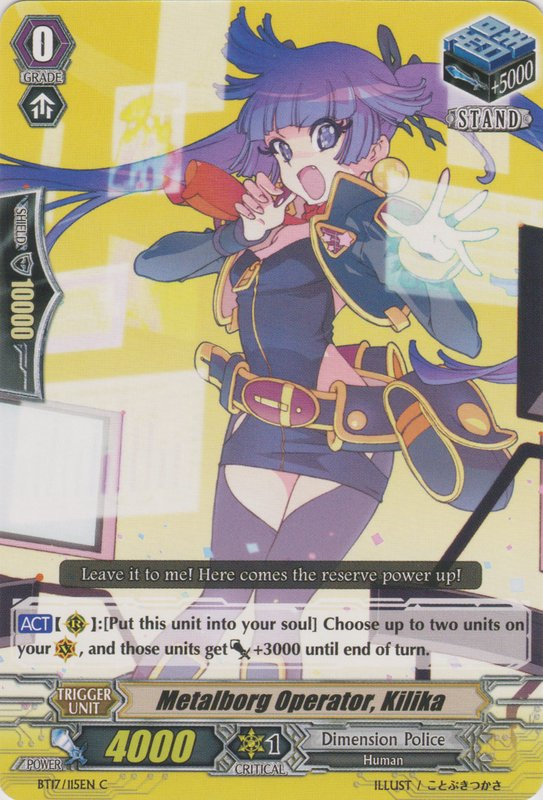 0
GRADE
+5000
STAND
SHIELD
10000
Leave it to me! Here comes the reserve power up!
ACT【 R 】:[Put this unit into your soul] Choose up to two units on
your V, and those units get +3000 until end of turn.
TRIGGER
UNIT
Metalborg Operator, Kilika
POWER
4000
1
CRITICAL
Dimension Police
Human
BT17/115EN C
ILLUST / ことぶきつかさ